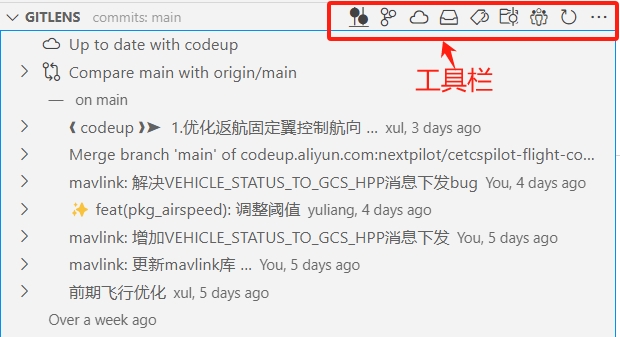 GITLENS commits: main
Up to date with codeup
工具栏
Compare main with origin/main
on main
❰ codeup ❱➤ 1.优化返航固定翼控制航向 ... xul, 3 days ago
Merge branch 'main' of codeup.aliyun.com:nextpilot/cetcspilot-flight-co...
mavlink: 解决VEHICLE_STATUS_TO_GCS_HPP消息下发bug You, 4 days ago
✨ feat(pkg_airspeed): 调整阈值 yuliang, 4 days ago
mavlink: 增加VEHICLE_STATUS_TO_GCS_HPP消息下发 You, 5 days ago
mavlink: 更新mavlink库 ... You, 5 days ago
前期飞行优化 xul, 5 days ago
Over a week ago